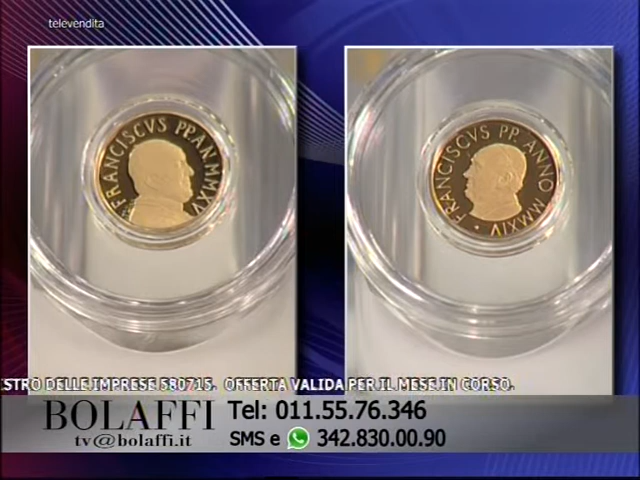 televendita
FRANCISCVS PP. AN. MMXV
FRANCISCVS PP. ANNO MMXIV
ISTRO DELLE IMPRESE 580715. OFFERTA VALIDA PER IL MESE IN CORSO.
BOLAFFI
tv@bolaffi.it
Tel: 011.55.76.346
SMS e 342.830.00.90